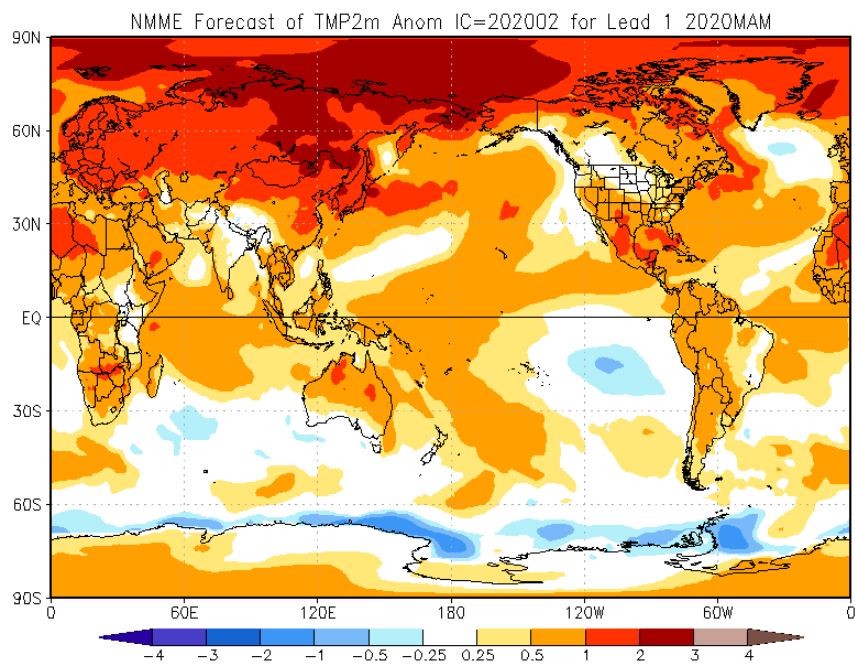 NMME Forecast of TMP2m Anom IC=202002 for Lead 1 2020MAM
90N
60N
30N
EQ
30S
60S
90S
0 60E 120E 180 120W 60W 0
-4 -3 -2 -1 -0.5 -0.25 0.25 0.5 1 2 3 4